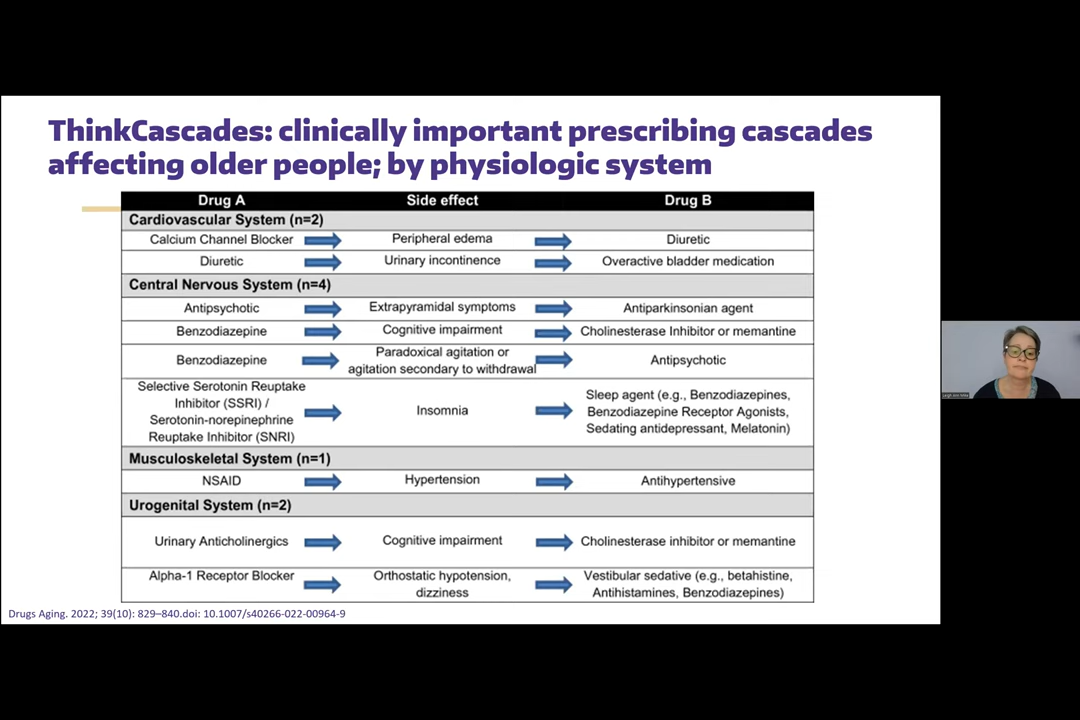 ThinkCascades: clinically important prescribing cascades
affecting older people; by physiologic system
Drug A Side effect Drug B
Cardiovascular System (n=2)
Calcium Channel Blocker Peripheral edema Diuretic
Diuretic Urinary incontinence Overactive bladder medication
Central Nervous System (n=4)
Antipsychotic Extrapyramidal symptoms Antiparkinsonian agent
Benzodiazepine Cognitive impairment Cholinesterase Inhibitor or memantine
Benzodiazepine Paradoxical agitation or
agitation secondary to withdrawal Antipsychotic
Selective Serotonin Reuptake
Inhibitor (SSRI) /
Serotonin-norepinephrine
Reuptake Inhibitor (SNRI)
Insomnia
Sleep agent (e.g., Benzodiazepines,
Benzodiazepine Receptor Agonists,
Sedating antidepressant, Melatonin)
Musculoskeletal System (n=1)
NSAID Hypertension Antihypertensive
Urogenital System (n=2)
Urinary Anticholinergics Cognitive impairment Cholinesterase inhibitor or memantine
Alpha-1 Receptor Blocker Orthostatic hypotension,
dizziness
Vestibular sedative (e.g., betahistine,
Antihistamines, Benzodiazepines)
Drugs Aging. 2022; 39(10): 829–840.doi: 10.1007/s40266-022-00964-9